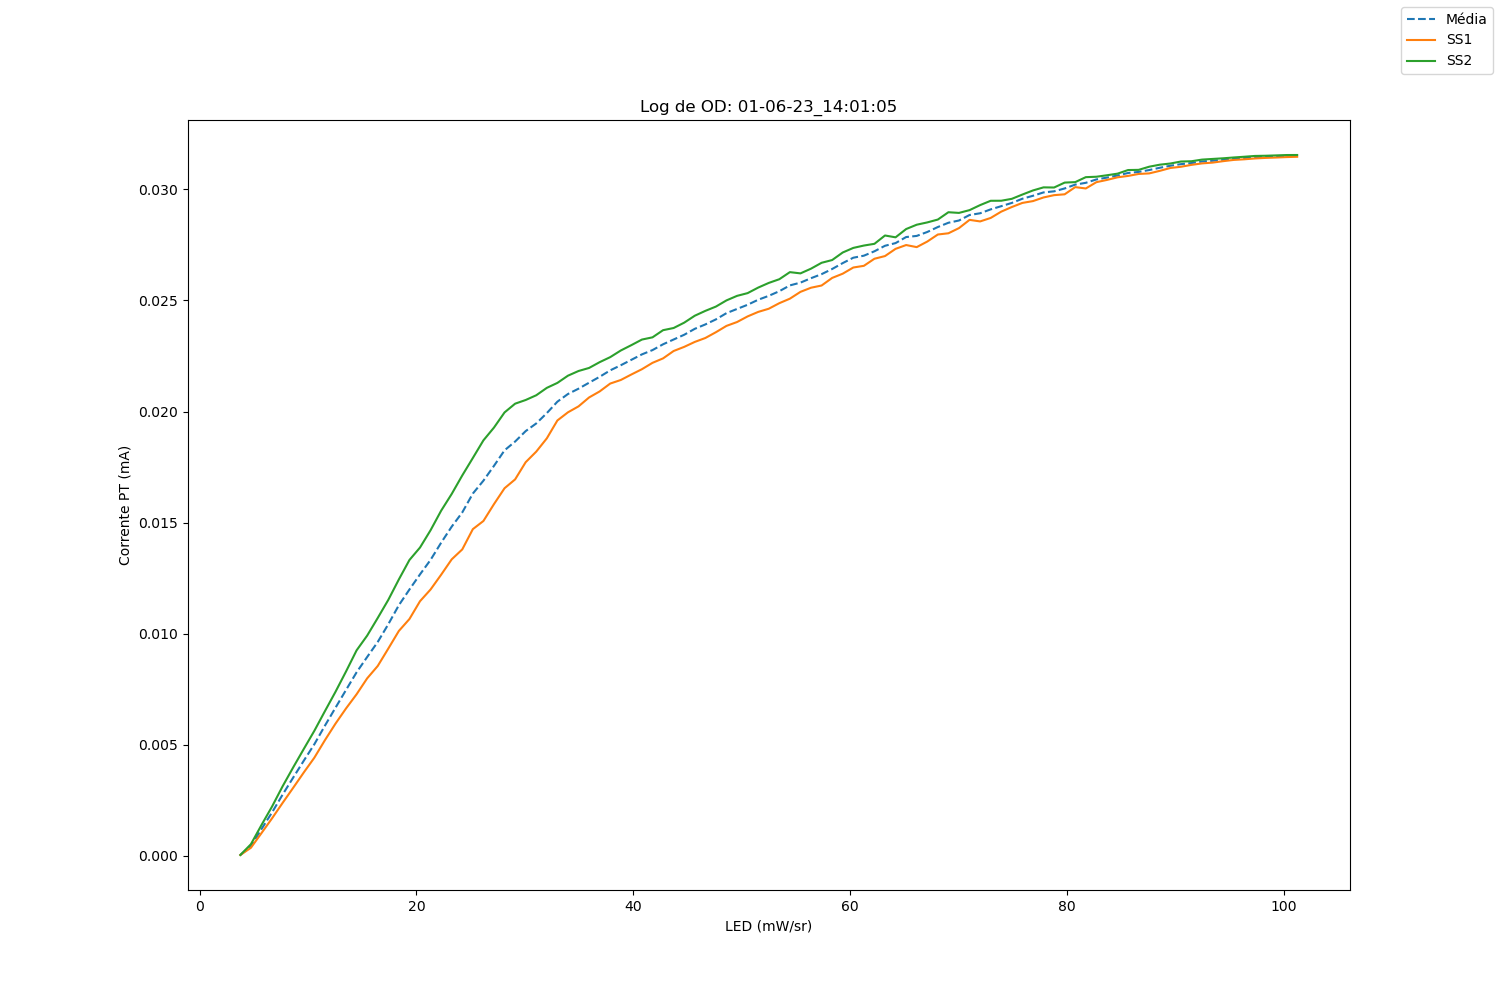 Média
SS1
SS2
Log de OD: 01-06-23_14:01:05
0.030
0.025
0.020
0.015
0.010
0.005
0.000
Corrente PT (mA)
0 20 40 60 80 100
LED (mW/sr)